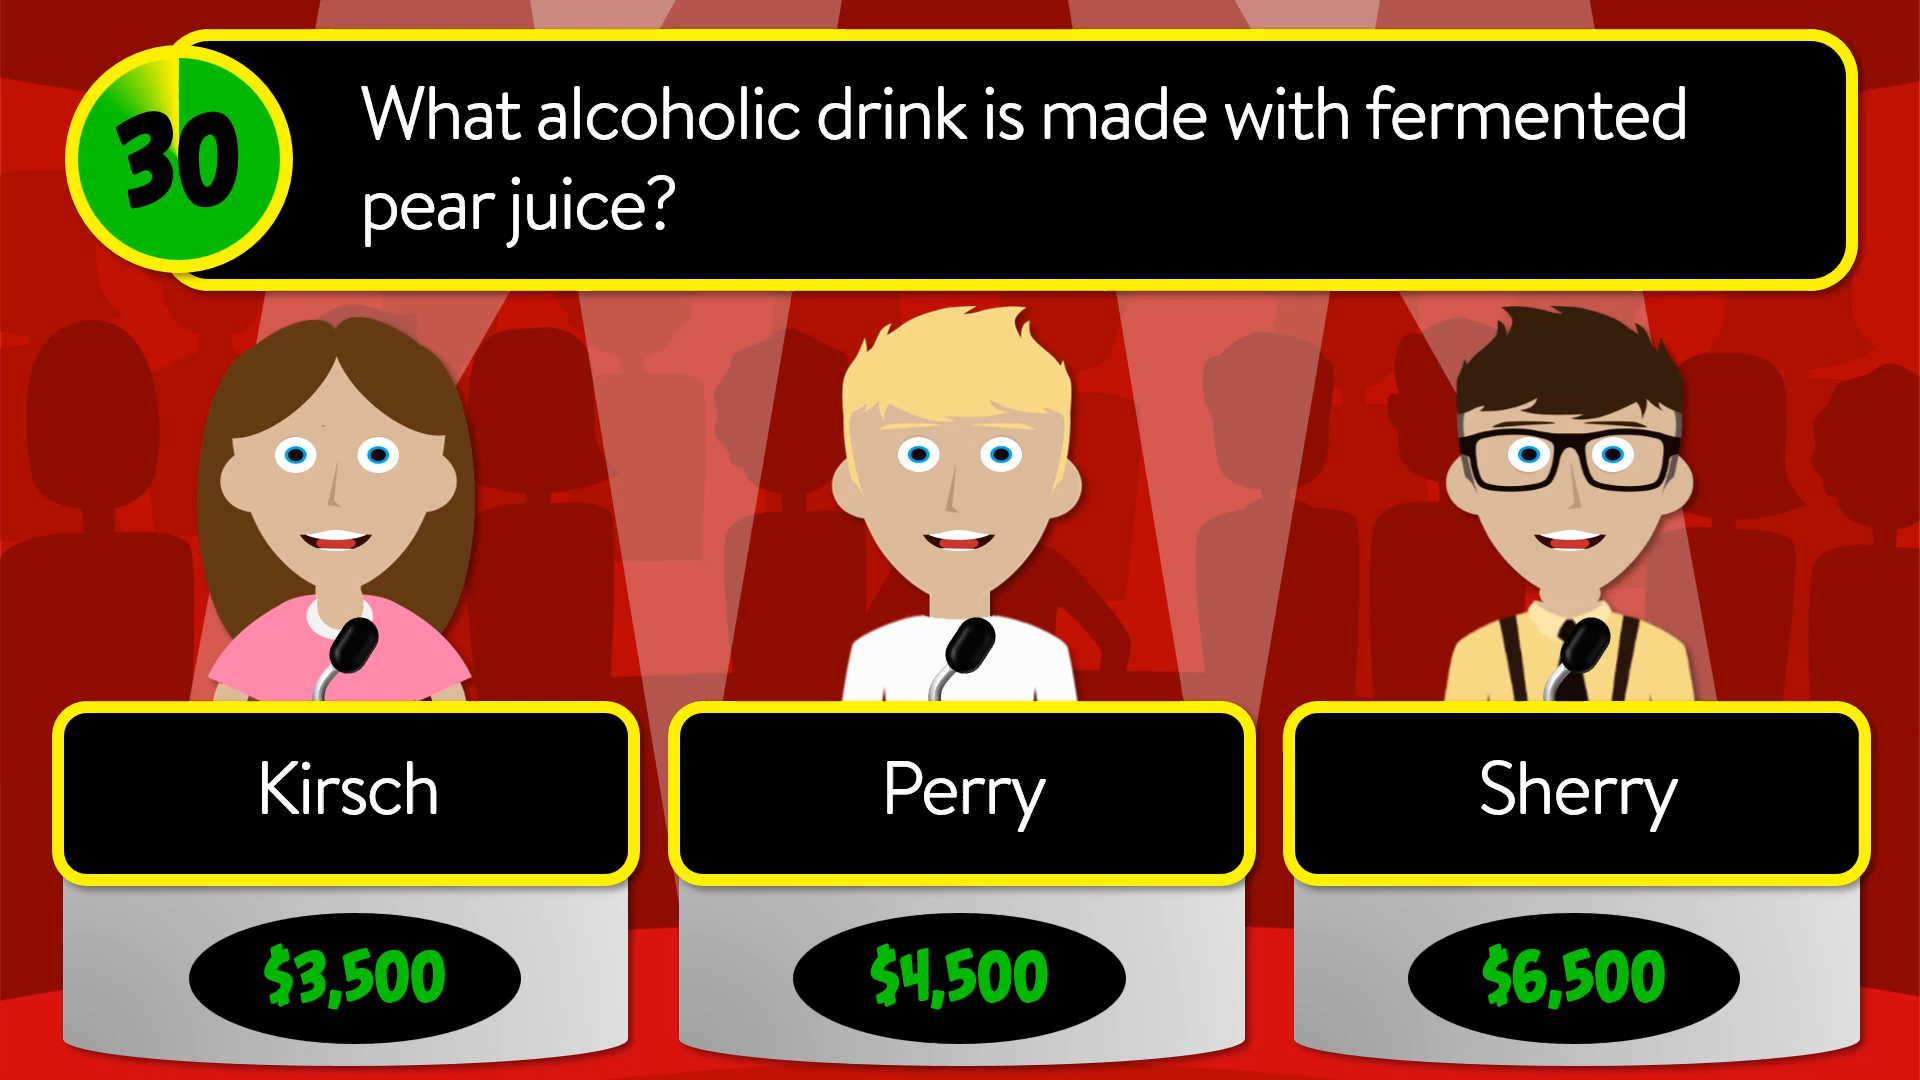 30
What alcoholic drink is made with fermented
pear juice?
Kirsch
Perry
Sherry
$3,500
$4,500
$6,500